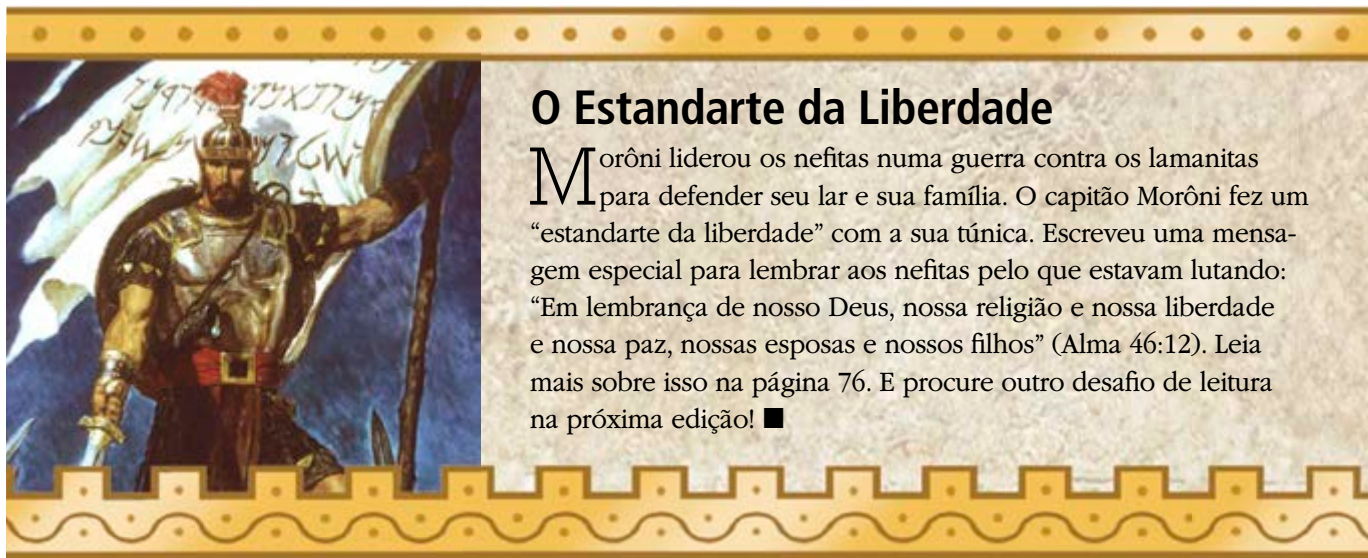 O Estandarte da Liberdade
Morôni liderou os nefitas numa guerra contra os lamanitas
para defender seu lar e sua família. O capitão Morôni fez um
“estandarte da liberdade” com a sua túnica. Escreveu uma mensa-
gem especial para lembrar aos nefitas pelo que estavam lutando:
“Em lembrança de nosso Deus, nossa religião e nossa liberdade
e nossa paz, nossas esposas e nossos filhos” (Alma 46:12). Leia
mais sobre isso na página 76. E procure outro desafio de leitura
na próxima edição! ■